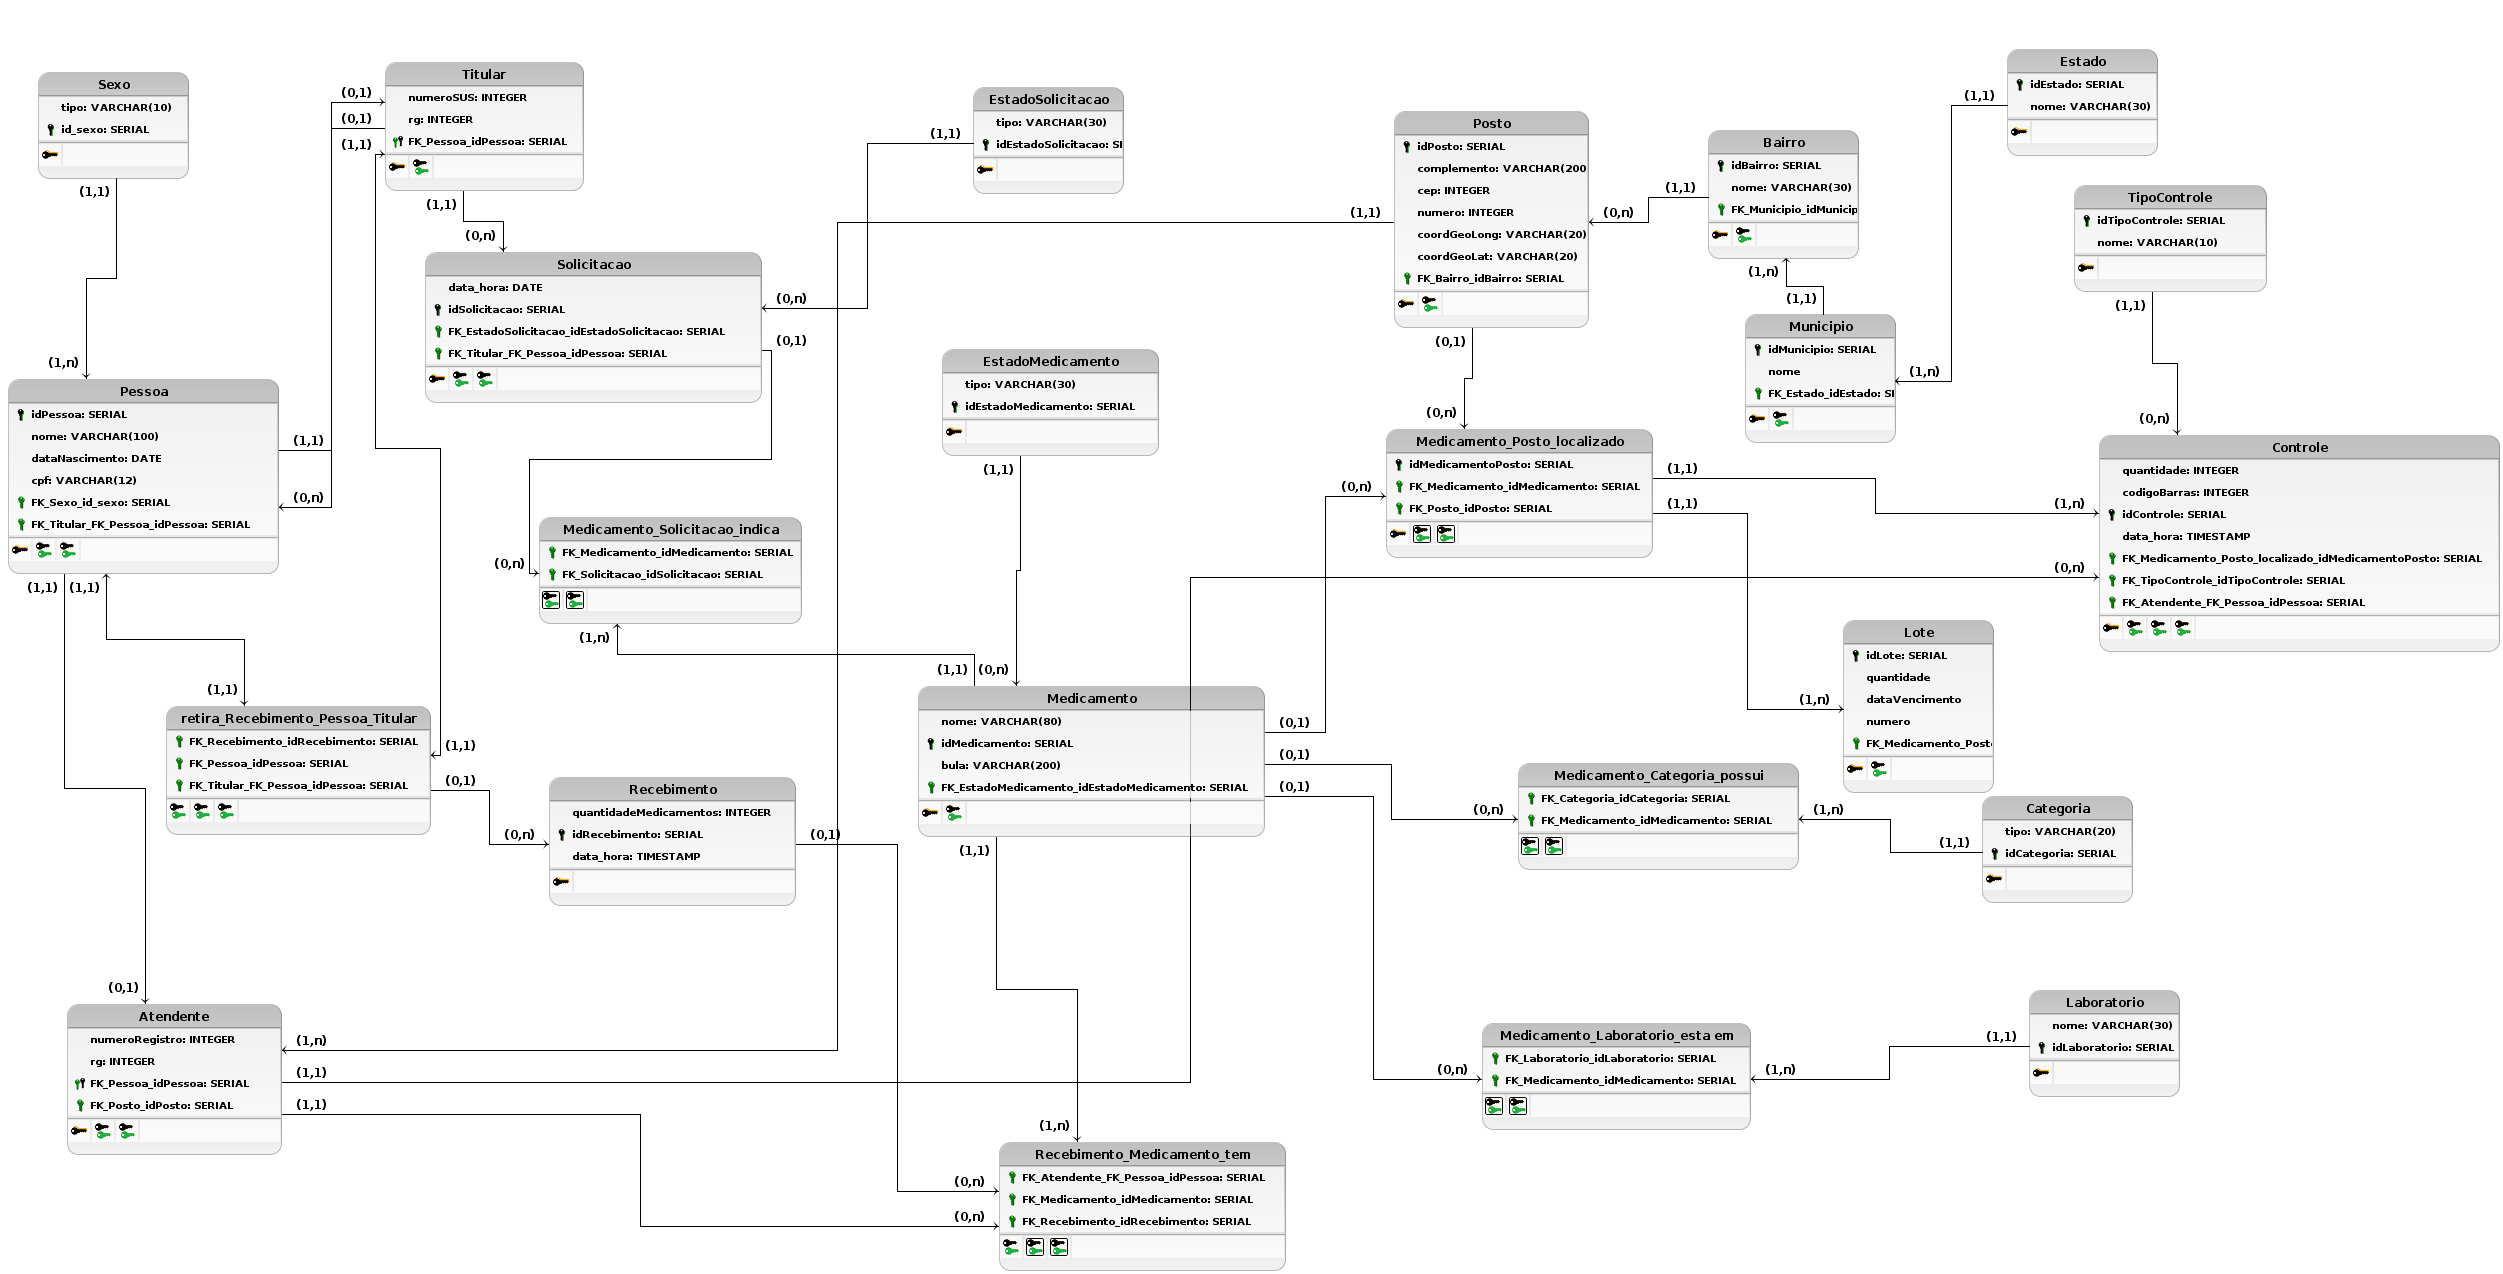 Sexo
tipo: VARCHAR(10)
id_sexo: SERIAL
(1,1)
(1,n)
Titular
numeroSUS: INTEGER
rg: INTEGER
FK_Pessoa_idPessoa: SERIAL
(0,1)
(0,1)
(1,1)
(1,1)
(0,n)
EstadoSolicitacao
tipo: VARCHAR(30)
idEstadoSolicitacao: SI
(1,1)
Solicitacao
data_hora: DATE
idSolicitacao: SERIAL
FK_EstadoSolicitacao_idEstadoSolicitacao: SERIAL
FK_Titular_FK_Pessoa_idPessoa: SERIAL
(0,n)
(0,1)
Posto
idPosto: SERIAL
complemento: VARCHAR(200
cep: INTEGER
numero: INTEGER
coordGeoLong: VARCHAR(20)
coordGeoLat: VARCHAR(20)
FK_Bairro_idBairro: SERIAL
(1,1)
(0,n)
(0,1)
(0,n)
Bairro
idBairro: SERIAL
nome: VARCHAR(30)
FK_Municipio_idMunicip
(1,1)
(1,n)
(1,1)
Estado
idEstado: SERIAL
nome: VARCHAR(30)
(1,1)
TipoControle
idTipoControle: SERIAL
nome: VARCHAR(10)
(1,1)
(0,n)
Municipio
idMunicipio: SERIAL
nome
FK_Estado_idEstado: SI
(1,n)
Pessoa
idPessoa: SERIAL
nome: VARCHAR(100)
dataNascimento: DATE
cpf: VARCHAR(12)
FK_Sexo_id_sexo: SERIAL
FK_Titular_FK_Pessoa_idPessoa: SERIAL
(1,1)
(0,n)
(1,1)
(1,1)
EstadoMedicamento
tipo: VARCHAR(30)
idEstadoMedicamento: SERIAL
(1,1)
(0,n)
Medicamento_Solicitacao_indica
FK_Medicamento_idMedicamento: SERIAL
FK_Solicitacao_idSolicitacao: SERIAL
(0,n)
(1,n)
(1,1)
Medicamento_Posto_localizado
idMedicamentoPosto: SERIAL
FK_Medicamento_idMedicamento: SERIAL
FK_Posto_idPosto: SERIAL
(0,n)
(1,1)
(1,1)
Controle
quantidade: INTEGER
codigoBarras: INTEGER
idControle: SERIAL
data_hora: TIMESTAMP
FK_Medicamento_Posto_localizado_idMedicamentoPosto: SERIAL
FK_TipoControle_idTipoControle: SERIAL
FK_Atendente_FK_Pessoa_idPessoa: SERIAL
(1,n)
(0,n)
Lote
idLote: SERIAL
quantidade
dataVencimento
numero
FK_Medicamento_Post
(1,n)
retira_Recebimento_Pessoa_Titular
FK_Recebimento_idRecebimento: SERIAL
FK_Pessoa_idPessoa: SERIAL
FK_Titular_FK_Pessoa_idPessoa: SERIAL
(1,1)
(1,1)
(0,1)
(0,n)
Recebimento
quantidadeMedicamentos: INTEGER
idRecebimento: SERIAL
data_hora: TIMESTAMP
(0,1)
Medicamento
nome: VARCHAR(80)
idMedicamento: SERIAL
bula: VARCHAR(200)
FK_EstadoMedicamento_idEstadoMedicamento: SERIAL
(0,1)
(0,1)
(0,1)
(1,1)
Medicamento_Categoria_possui
FK_Categoria_idCategoria: SERIAL
FK_Medicamento_idMedicamento: SERIAL
(0,n)
(1,n)
Categoria
tipo: VARCHAR(20)
idCategoria: SERIAL
(1,1)
Atendente
numeroRegistro: INTEGER
rg: INTEGER
FK_Pessoa_idPessoa: SERIAL
FK_Posto_idPosto: SERIAL
(0,1)
(1,n)
(1,1)
(1,1)
Medicamento_Laboratorio_esta em
FK_Laboratorio_idLaboratorio: SERIAL
FK_Medicamento_idMedicamento: SERIAL
(0,n)
(1,n)
Laboratorio
nome: VARCHAR(30)
idLaboratorio: SERIAL
(1,1)
Recebimento_Medicamento_tem
FK_Atendente_FK_Pessoa_idPessoa: SERIAL
FK_Medicamento_idMedicamento: SERIAL
FK_Recebimento_idRecebimento: SERIAL
(1,n)
(0,n)
(0,n)